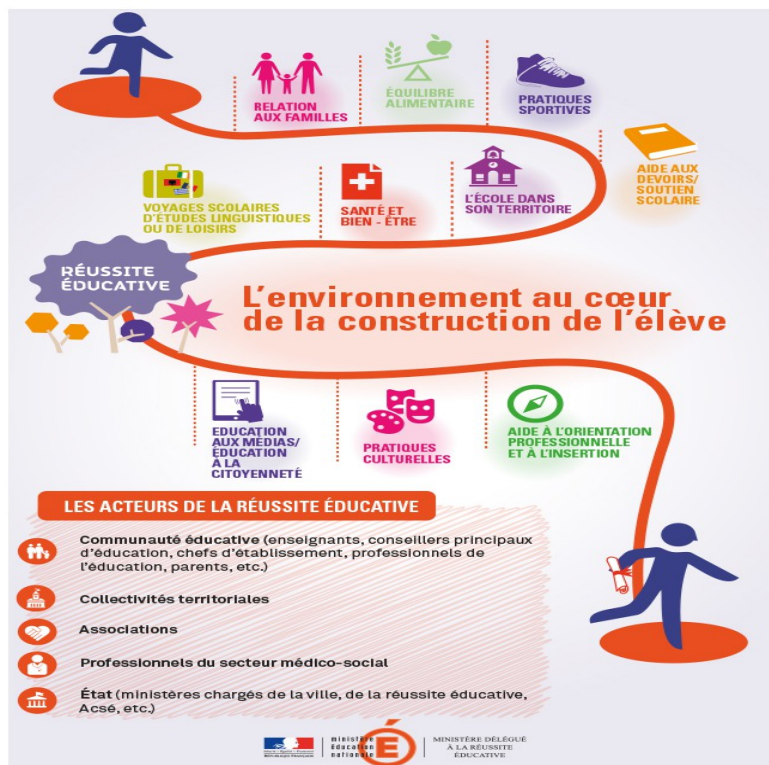 RELATION
AUX FAMILLES
ÉQUILIBRE
ALIMENTAIRE
PRATIQUES
SPORTIVES
AIDE AUX
DEVOIRS/
SOUTIEN
SCOLAIRE
VOYAGES SCOLAIRES
D'ÉTUDES LINGUISTIQUES
OU DE LOISIRS
SANTÉ ET
BIEN - ÊTRE
L'ÉCOLE DANS
SON TERRITOIRE
RÉUSSITE
ÉDUCATIVE
L'environnement au cœur
de la construction de l'élève
EDUCATION
AUX MÉDIAS/
ÉDUCATION
À LA
CITOYENNETÉ
PRATIQUES
CULTURELLES
AIDE À L'ORIENTATION
PROFESSIONNELLE
ET À L'INSERTION
LES ACTEURS DE LA RÉUSSITE ÉDUCATIVE
Communauté éducative (enseignants, conseillers principaux
d'éducation, chefs d'établissement, professionnels de
l'éducation, parents, etc.)
Collectivités territoriales
Associations
Professionnels du secteur médico-social
État (ministères chargés de la ville, de la réussite éducative,
Acsé, etc.)
RÉPUBLIQUE FRANÇAISE
ministère
éducation
nationale
É
MINISTÈRE DÉLÉGUÉ
À LA RÉUSSITE
ÉDUCATIVE